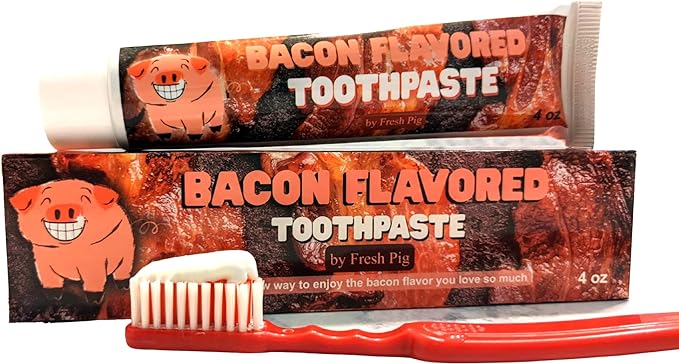 BACON FLAVORED
TOOTHPASTE
by Fresh Pig
4 oz
BACON FLAVORED
TOOTHPASTE
by Fresh Pig
way to enjoy the bacon flavor you love so much
4 oz